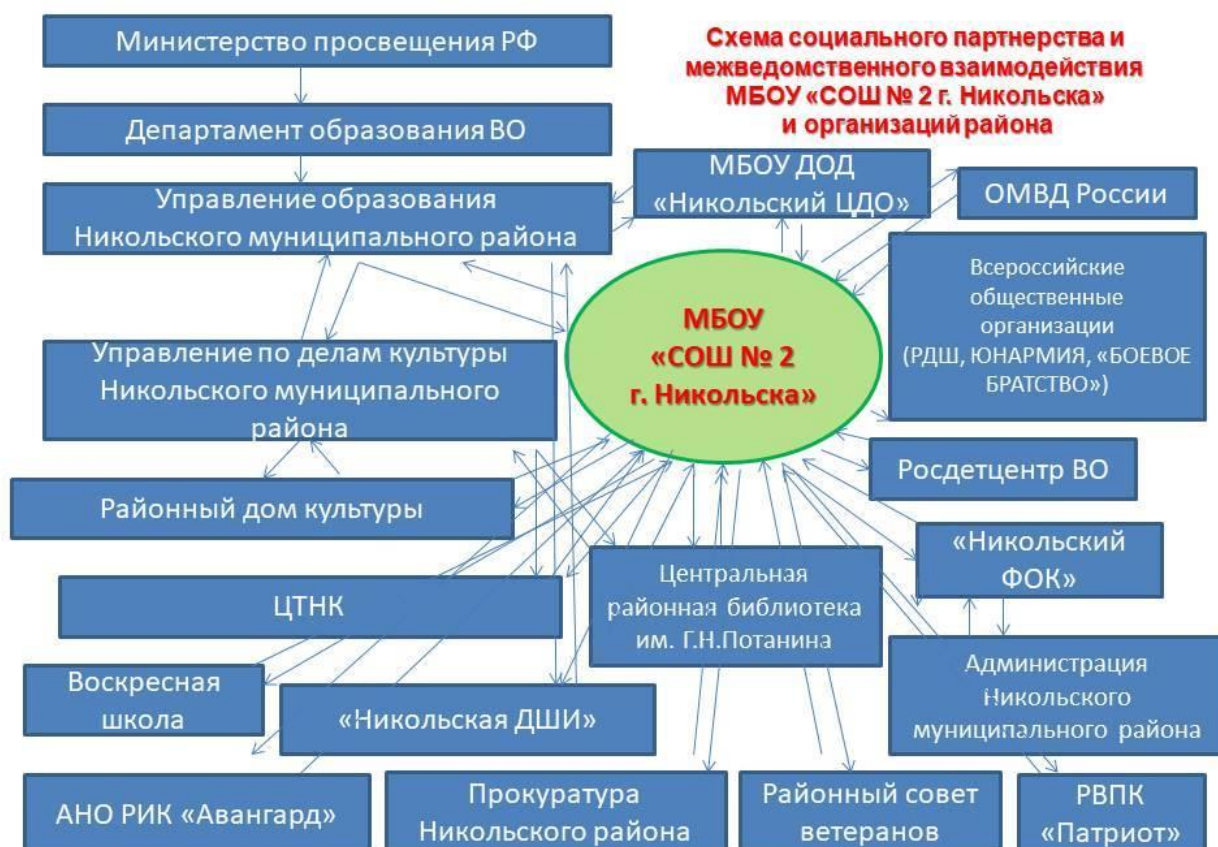 Министерство просвещения РФ
Схема социального партнерства и
межведомственного взаимодействия
МБОУ «СОШ № 2 г. Никольска»
и организаций района
Департамент образования ВО
МБОУ ДОД
«Никольский ЦДО»
ОМВД России
Управление образования
Никольского муниципального района
Всероссийские
общественные
организации
(РДШ, ЮНАРМИЯ, «БОЕВОЕ
БРАТСТВО»)
МБОУ
«СОШ № 2
г. Никольска»
Управление по делам культуры
Никольского муниципального
района
Росдетцентр ВО
Районный дом культуры
«Никольский
ФОК»
Центральная
районная библиотека
им. Г.Н.Потанина
ЦТНК
Администрация
Никольского
муниципального района
Воскресная
школа
«Никольская ДШИ»
АНО РИК «Авангард»
Прокуратура
Никольского района
Районный совет
ветеранов
РВПК
«Патриот»